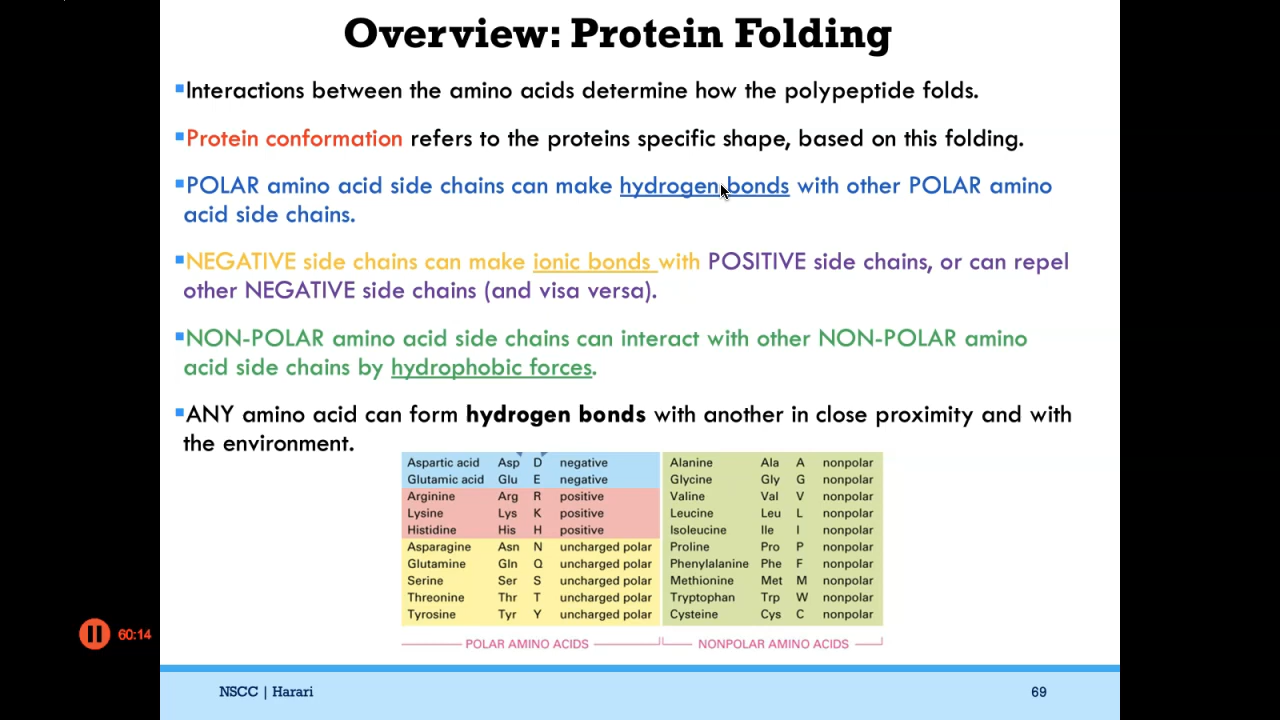 Overview: Protein Folding
Interactions between the amino acids determine how the polypeptide folds.
Protein conformation refers to the proteins specific shape, based on this folding.
POLAR amino acid side chains can make hydrogen bonds with other POLAR amino
acid side chains.
NEGATIVE side chains can make ionic bonds with POSITIVE side chains, or can repel
other NEGATIVE side chains (and visa versa).
NON-POLAR amino acid side chains can interact with other NON-POLAR amino
acid side chains by hydrophobic forces.
ANY amino acid can form hydrogen bonds with another in close proximity and with
the environment.
Aspartic acid Asp D negative Alanine Ala A nonpolar
Glutamic acid Glu E negative Glycine Gly G nonpolar
Arginine Arg R positive Valine Val V nonpolar
Lysine Lys K positive Leucine Leu L nonpolar
Histidine His H positive Isoleucine Ile I nonpolar
Asparagine Asn N uncharged polar Proline Pro P nonpolar
Glutamine Gln Q uncharged polar Phenylalanine Phe F nonpolar
Serine Ser S uncharged polar Methionine Met M nonpolar
Threonine Thr T uncharged polar Tryptophan Trp W nonpolar
Tyrosine Tyr Y uncharged polar Cysteine Cys C nonpolar
POLAR AMINO ACIDS NONPOLAR AMINO ACIDS
60:14
NSCC | Harari 69